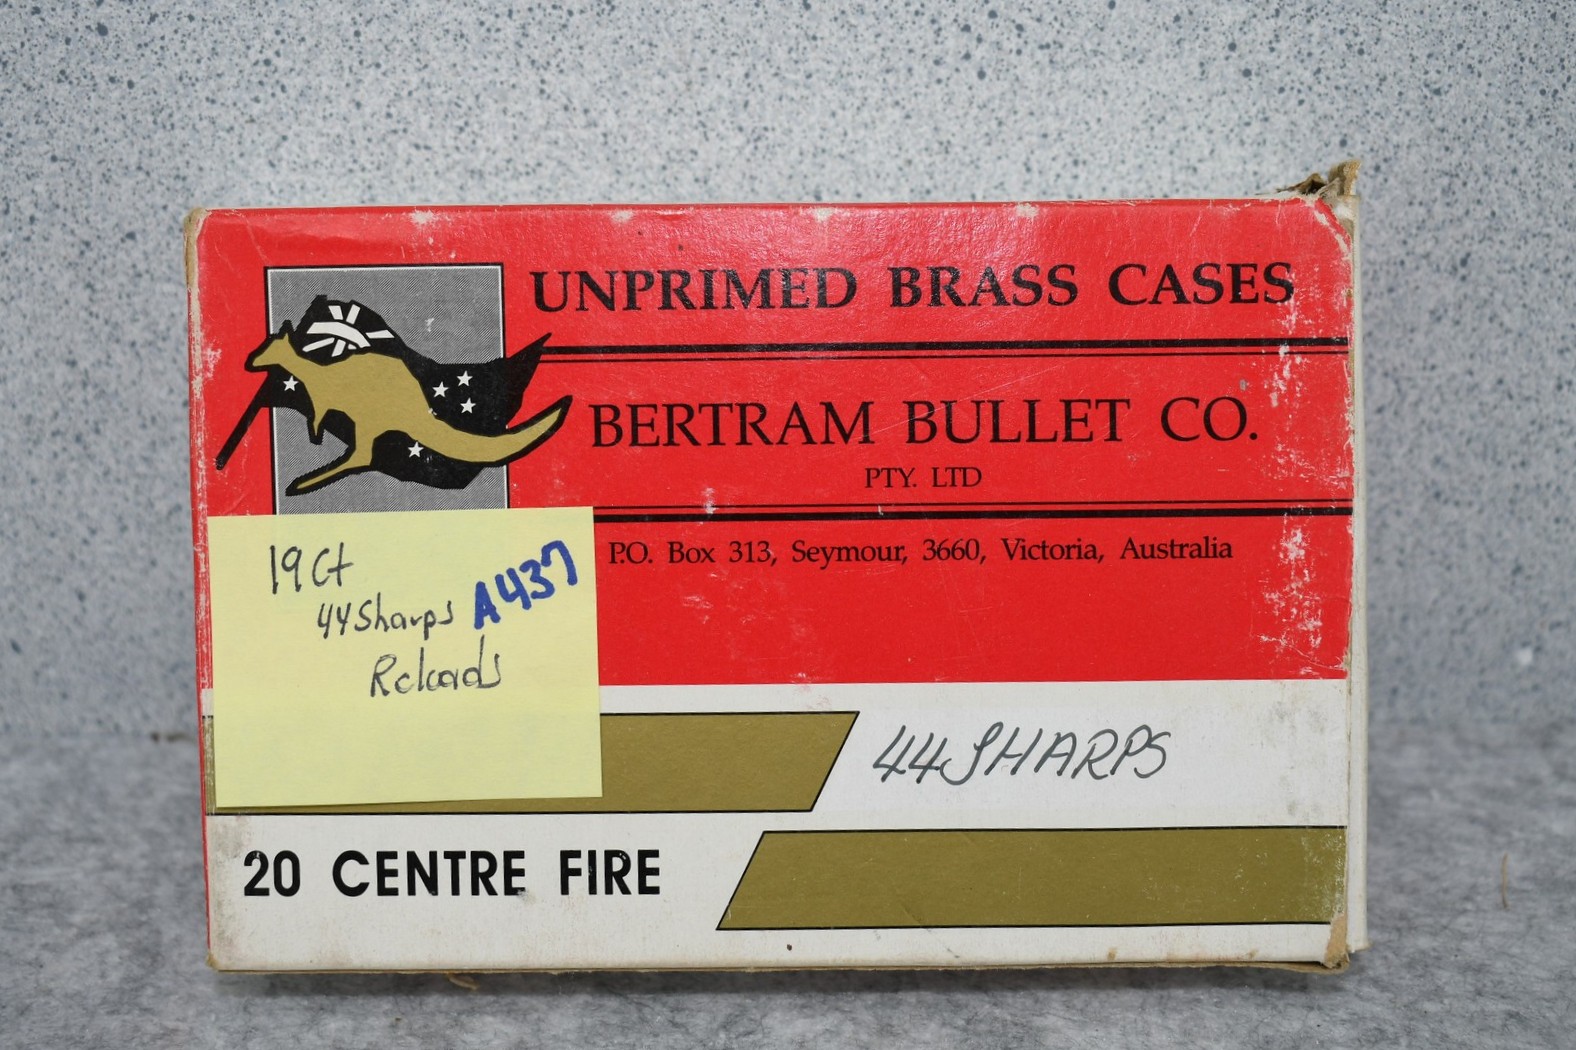 UNPRIMED BRASS CASES
BERTRAM BULLET CO.
PTY. LTD
P.O. Box 313, Seymour, 3660, Victoria, Australia
19 Ct
44 Sharps A437
Reloads
44 SHARPS
20 CENTRE FIRE